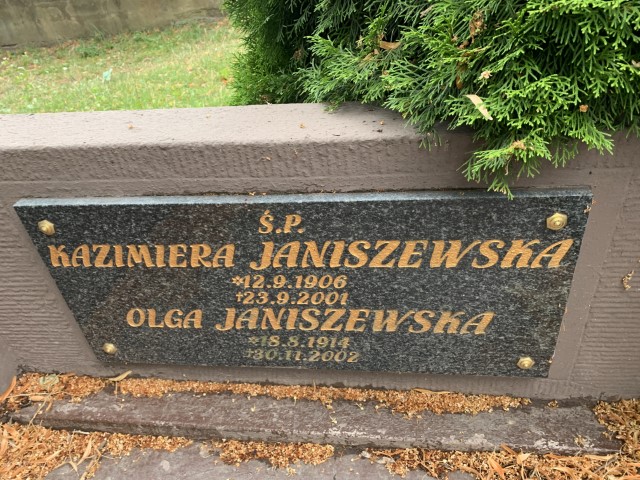 Ś.P.
KAZIMIERA JANISZEWSKA
*12.9.1906
†23.9.2001
OLGA JANISZEWSKA
*18.8.1914
†30.11.2002